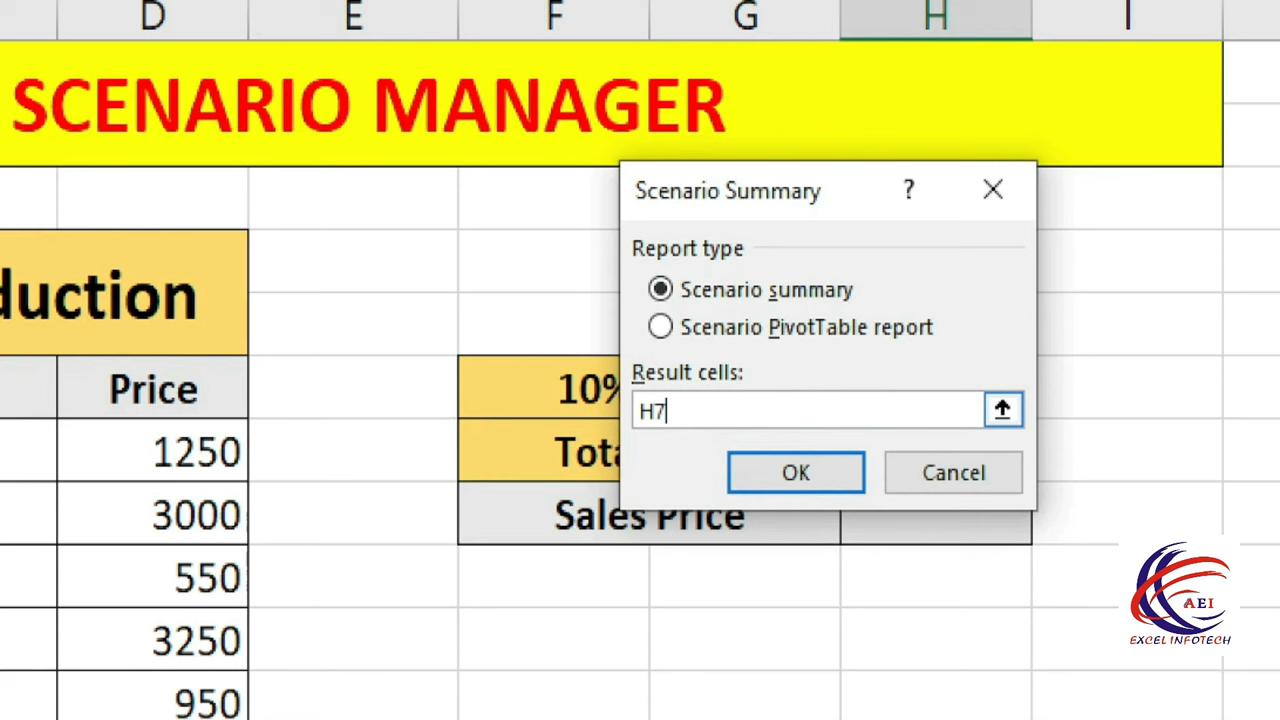 D E F G H I
SCENARIO MANAGER
Scenario Summary ?
Report type
Scenario summary
Scenario PivotTable report
Result cells:
H7
OK Cancel
duction
Price
1250
3000
550
3250
950
10%
Tota
Sales Price
AEI
EXCEL INFOTECH